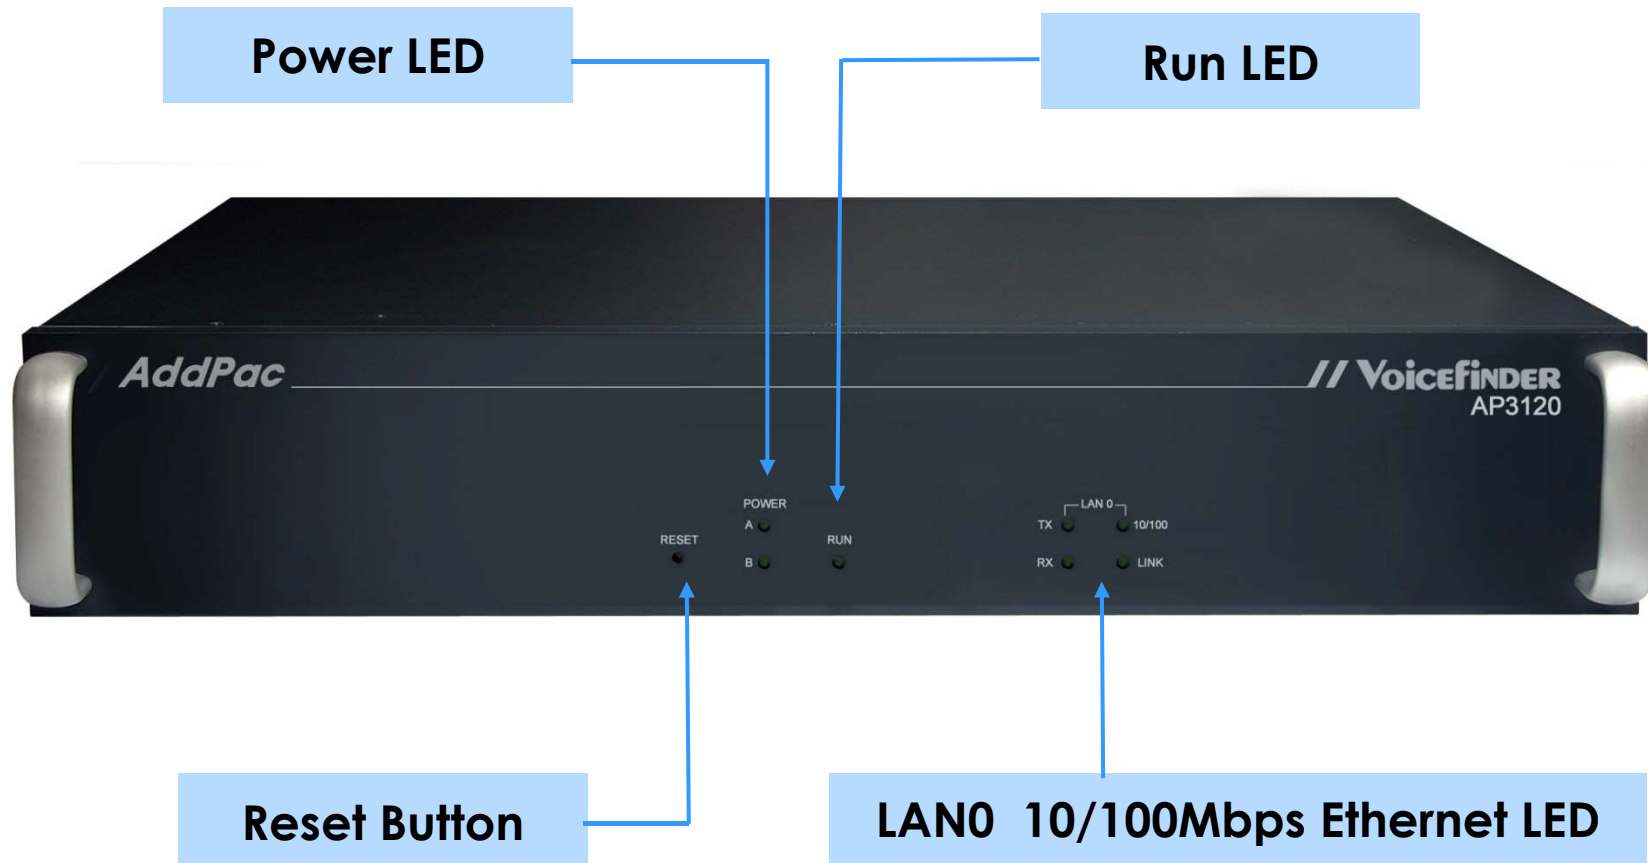 Power LED
Run LED
AddPac
// VoiceFINDER
AP3120
POWER
A
B
RESET
RUN
LAN 0
TX
10/100
RX
LINK
Reset Button
LAN0 10/100Mbps Ethernet LED